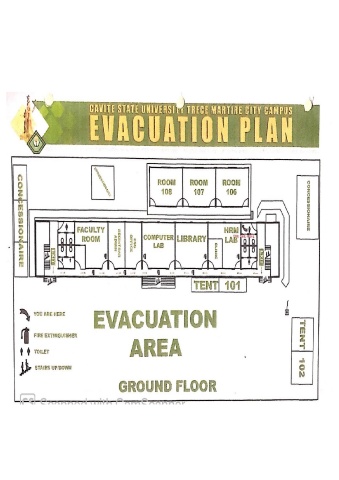 CAVITE STATE UNIVERSITY TRECE MARTIRE CITY CAMPUS
EVACUATION PLAN
CONCESSIONAIRE
ROOM 108
ROOM 107
ROOM 106
CONCESSIONAIRE
FACULTY ROOM
COMPUTER LAB
LIBRARY
HRM LAB
TENT 101
YOU ARE HERE
FIRE EXTINGUISHER
TOILET
STAIRS UP/DOWN
EVACUATION
AREA
GROUND FLOOR
TENT 102